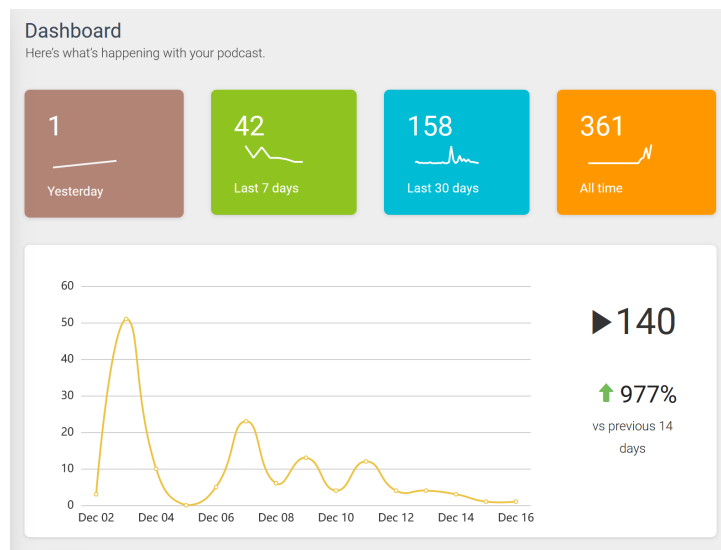 Dashboard
Here's what's happening with your podcast.
1
Yesterday
42
Last 7 days
158
Last 30 days
361
All time
60
50
40
30
20
10
0
Dec 02 Dec 04 Dec 06 Dec 08 Dec 10 Dec 12 Dec 14 Dec 16
140
977%
vs previous 14
days